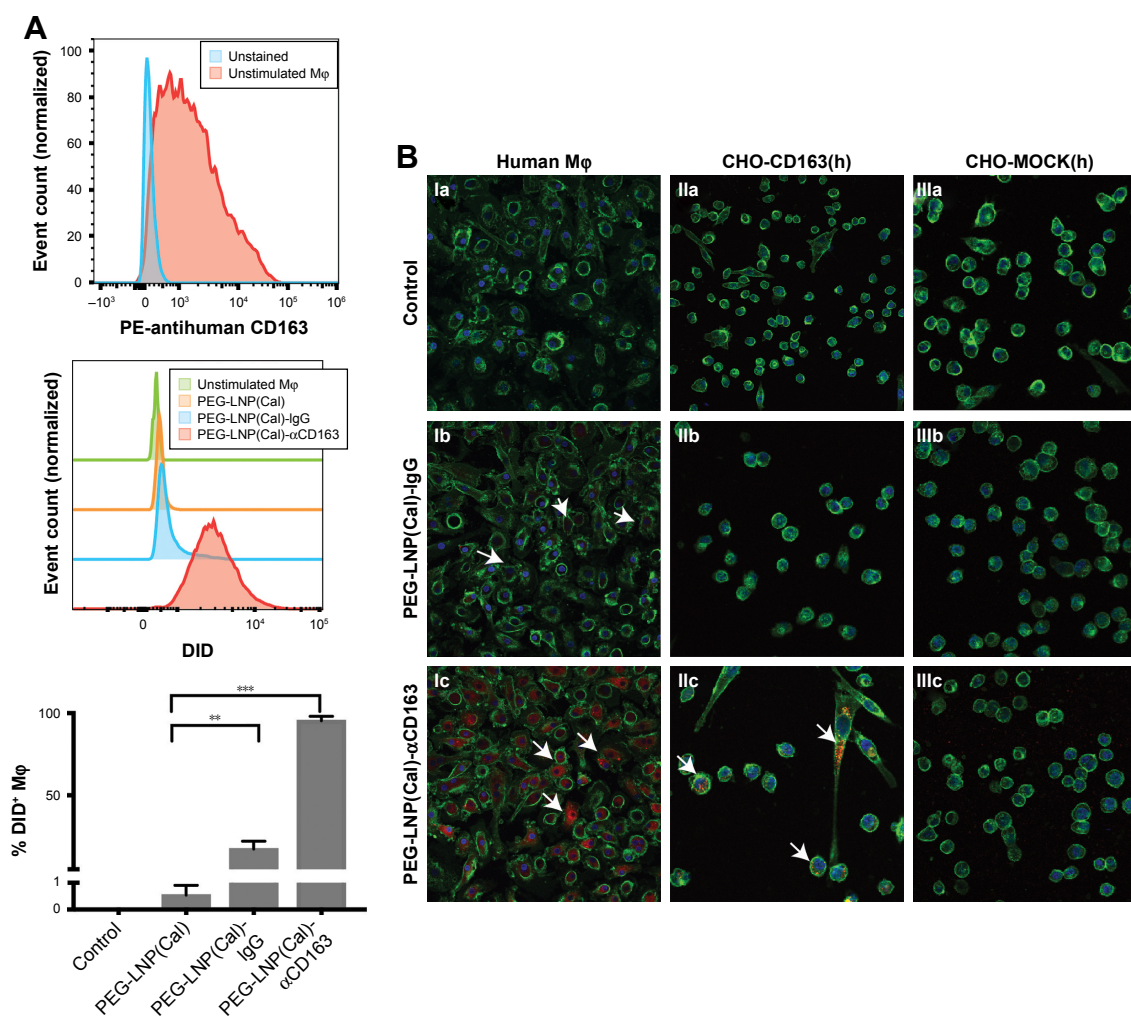 A
Unstained
Unstimulated Mφ
Event count (normalized)
100
80
60
40
20
0
–10³ 0 10³ 10⁴ 10⁵ 10⁶
PE-antihuman CD163
Unstimulated Mφ
PEG-LNP(Cal)
PEG-LNP(Cal)-IgG
PEG-LNP(Cal)-αCD163
Event count (normalized)
0 10⁴ 10⁵
DID
% DID⁺ Mφ
***
**
100
50
1
0
Control
PEG-LNP(Cal)
PEG-LNP(Cal)-
IgG
PEG-LNP(Cal)-
αCD163
B
Human Mφ CHO-CD163(h) CHO-MOCK(h)
Control
Ia IIa IIIa
PEG-LNP(Cal)-IgG
Ib IIb IIIb
PEG-LNP(Cal)-αCD163
Ic IIc IIIc